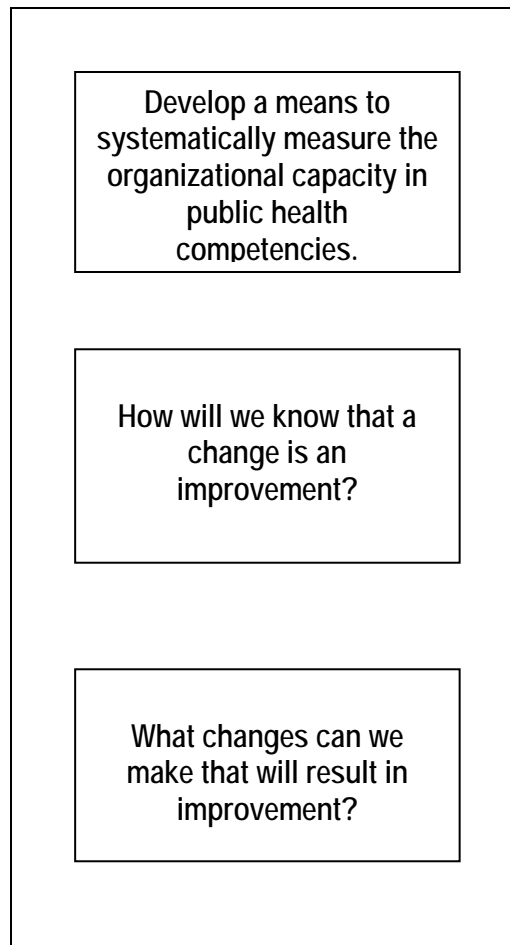 Develop a means to
systematically measure the
organizational capacity in
public health
competencies.
How will we know that a
change is an
improvement?
What changes can we
make that will result in
improvement?